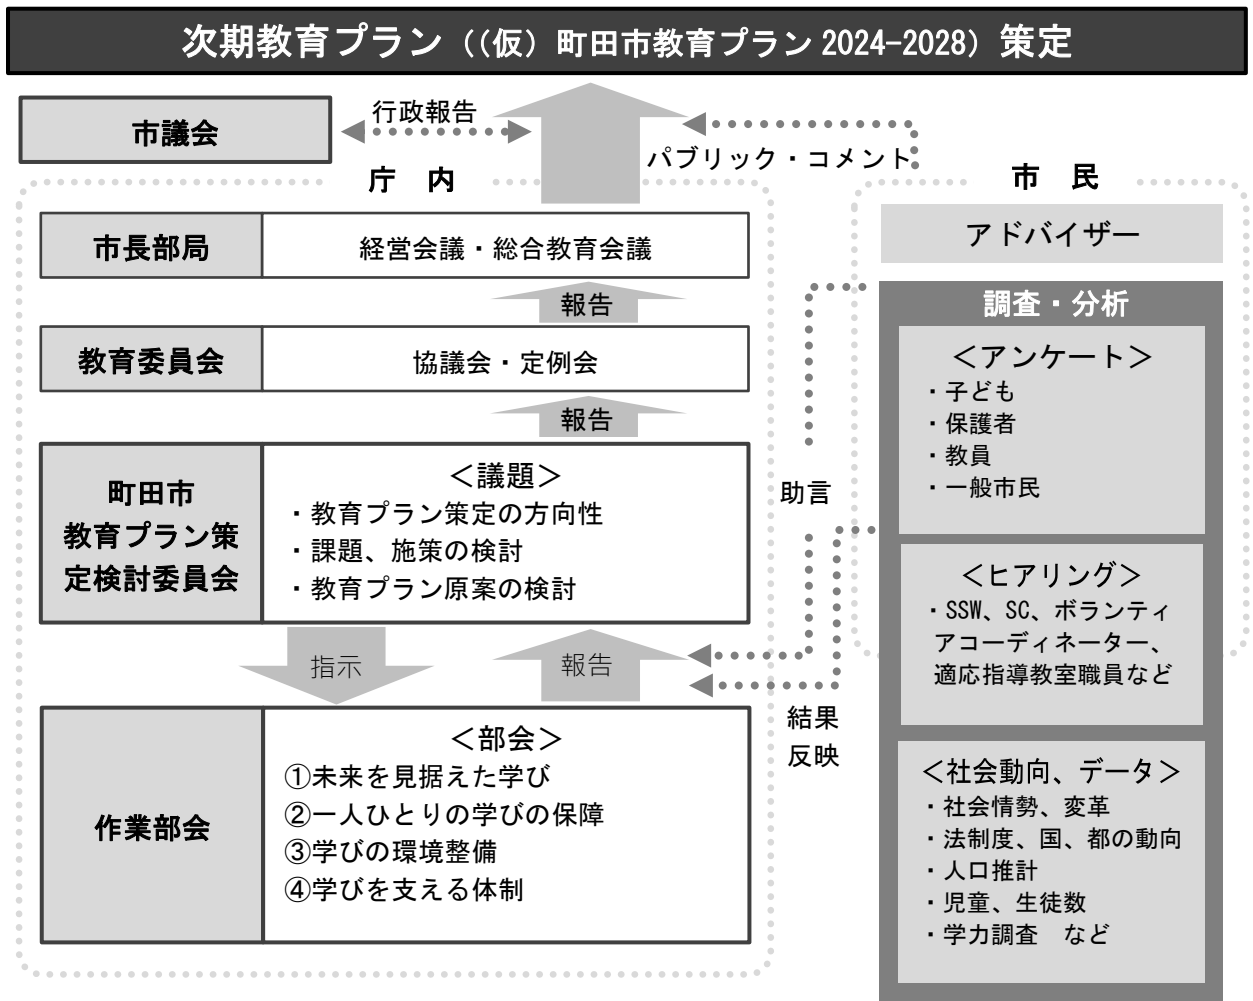 次期教育プラン（（仮）町田市教育プラン 2024-2028）策定
市議会
行政報告
パブリック・コメント
庁　内
市長部局
経営会議・総合教育会議
報告
教育委員会
協議会・定例会
報告
町田市
教育プラン策
定検討委員会
＜議題＞
・教育プラン策定の方向性
・課題、施策の検討
・教育プラン原案の検討
指示
報告
作業部会
＜部会＞
①未来を見据えた学び
②一人ひとりの学びの保障
③学びの環境整備
④学びを支える体制
助言
結果
反映
市　民
アドバイザー
調査・分析
＜アンケート＞
・子ども
・保護者
・教員
・一般市民
＜ヒアリング＞
・SSW、SC、ボランティ
アコーディネーター、
適応指導教室職員など
＜社会動向、データ＞
・社会情勢、変革
・法制度、国、都の動向
・人口推計
・児童、生徒数
・学力調査　など